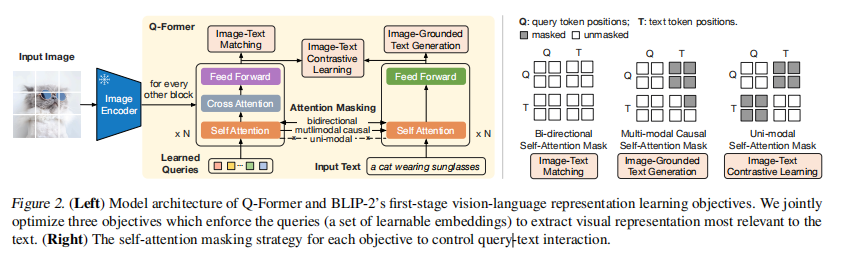 Q-Former
Input Image
Image Encoder
for every other block
Image-Text Matching
Image-Text Contrastive Learning
Image-Grounded Text Generation
Feed Forward
Feed Forward
Cross Attention
Attention Masking
bidirectional
mutlimodal causal
uni-modal
Self Attention
Self Attention
x N
x N
Learned Queries
Input Text
a cat wearing sunglasses
Q: query token positions; T: text token positions.
masked unmasked
Q T
Q
T
Bi-directional Self-Attention Mask
Image-Text Matching
Q T
Multi-modal Causal Self-Attention Mask
Image-Grounded Text Generation
Q T
Uni-modal Self-Attention Mask
Image-Text Contrastive Learning
Figure 2. (Left) Model architecture of Q-Former and BLIP-2's first-stage vision-language representation learning objectives. We jointly
optimize three objectives which enforce the queries (a set of learnable embeddings) to extract visual representation most relevant to the
text. (Right) The self-attention masking strategy for each objective to control query-text interaction.